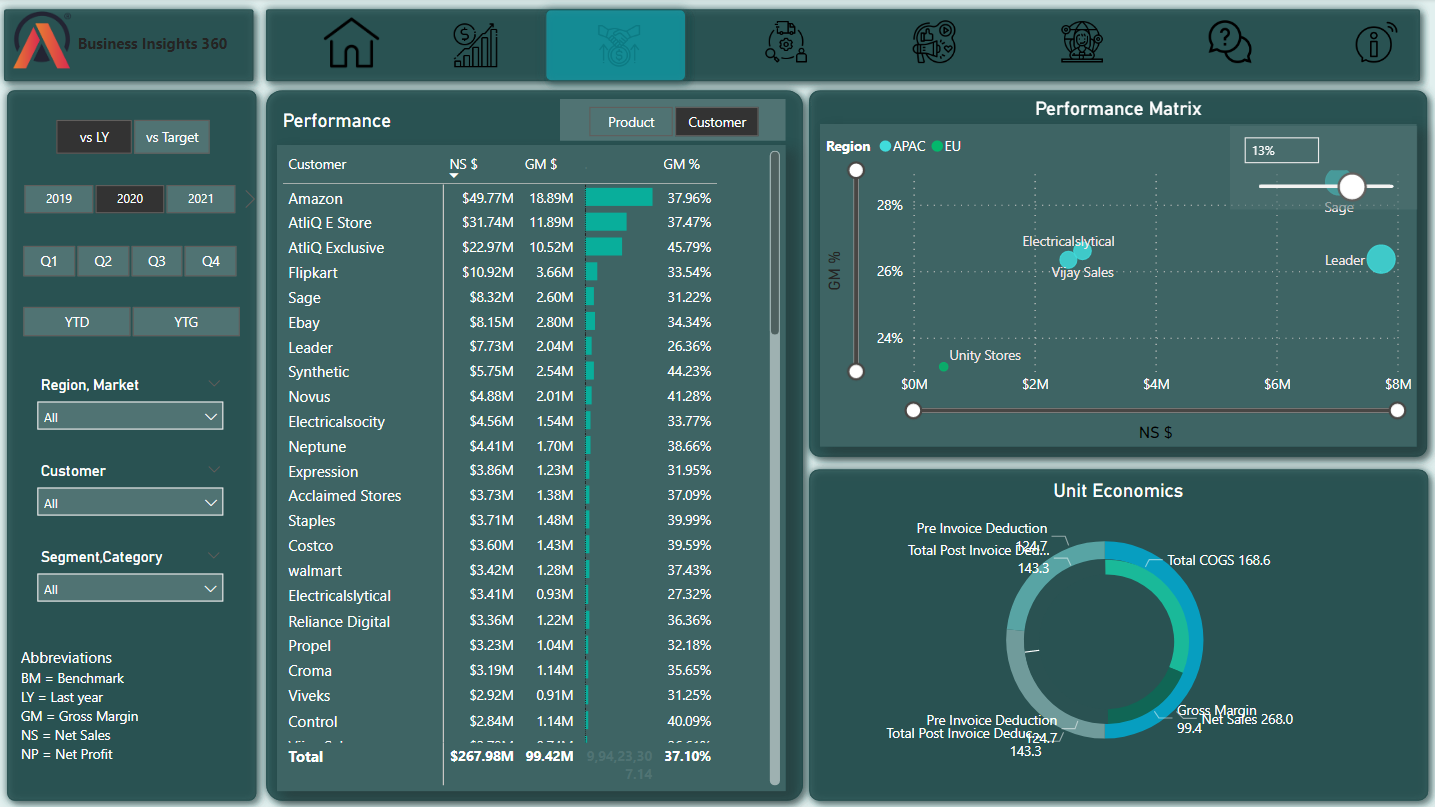 Business Insights 360
vs LY
vs Target
2019
2020
2021
Q1
Q2
Q3
Q4
YTD
YTG
Region, Market
All
Customer
All
Segment,Category
All
Abbreviations
BM = Benchmark
LY = Last year
GM = Gross Margin
NS = Net Sales
NP = Net Profit
Performance
Product
Customer
Customer NS $ GM $ GM %
Amazon $49.77M 18.89M 37.96%
AtliQ E Store $31.74M 11.89M 37.47%
AtliQ Exclusive $22.97M 10.52M 45.79%
Flipkart $10.92M 3.66M 33.54%
Sage $8.32M 2.60M 31.22%
Ebay $8.15M 2.80M 34.34%
Leader $7.73M 2.04M 26.36%
Synthetic $5.75M 2.54M 44.23%
Novus $4.88M 2.01M 41.28%
Electricalsocity $4.56M 1.54M 33.77%
Neptune $4.41M 1.70M 38.66%
Expression $3.86M 1.23M 31.95%
Acclaimed Stores $3.73M 1.38M 37.09%
Staples $3.71M 1.48M 39.99%
Costco $3.60M 1.43M 39.59%
walmart $3.42M 1.28M 37.43%
Electricalslytical $3.41M 0.93M 27.32%
Reliance Digital $3.36M 1.22M 36.36%
Propel $3.23M 1.04M 32.18%
Croma $3.19M 1.14M 35.65%
Viveks $2.92M 0.91M 31.25%
Control $2.84M 1.14M 40.09%
Total $267.98M 99.42M 9,94,23,30 37.10%
7.14
Performance Matrix
Region APAC EU
13%
28%
26%
24%
GM %
Sage
Electricalslytical
Vijay Sales
Leader
Unity Stores
$0M $2M $4M $6M $8M
NS $
Unit Economics
Pre Invoice Deduction
124.7
Total Post Invoice Ded...
143.3
Total COGS 168.6
Gross Margin
99.4
Net Sales 268.0
Pre Invoice Deduction
124.7
Total Post Invoice Deduc...
143.3